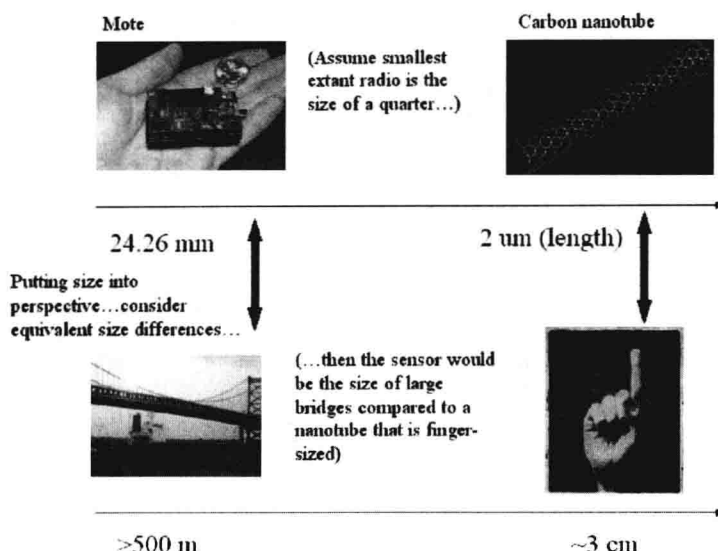 Mote
Carbon nanotube
(Assume smallest
extant radio is the
size of a quarter…)
24.26 mm
2 um (length)
Putting size into
perspective…consider
equivalent size differences…
(…then the sensor would
be the size of large
bridges compared to a
nanotube that is finger-
sized)
>500 m
~3 cm